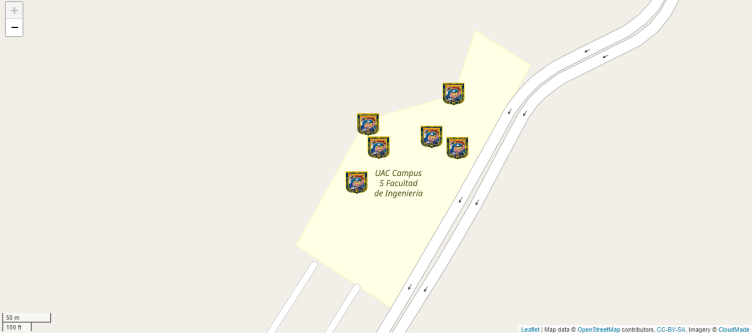 +
−
UAC Campus
5 Facultad
de Ingeniería
50 m
100 ft
Leaflet | Map data © OpenStreetMap contributors, CC-BY-SA, Imagery © CloudMade